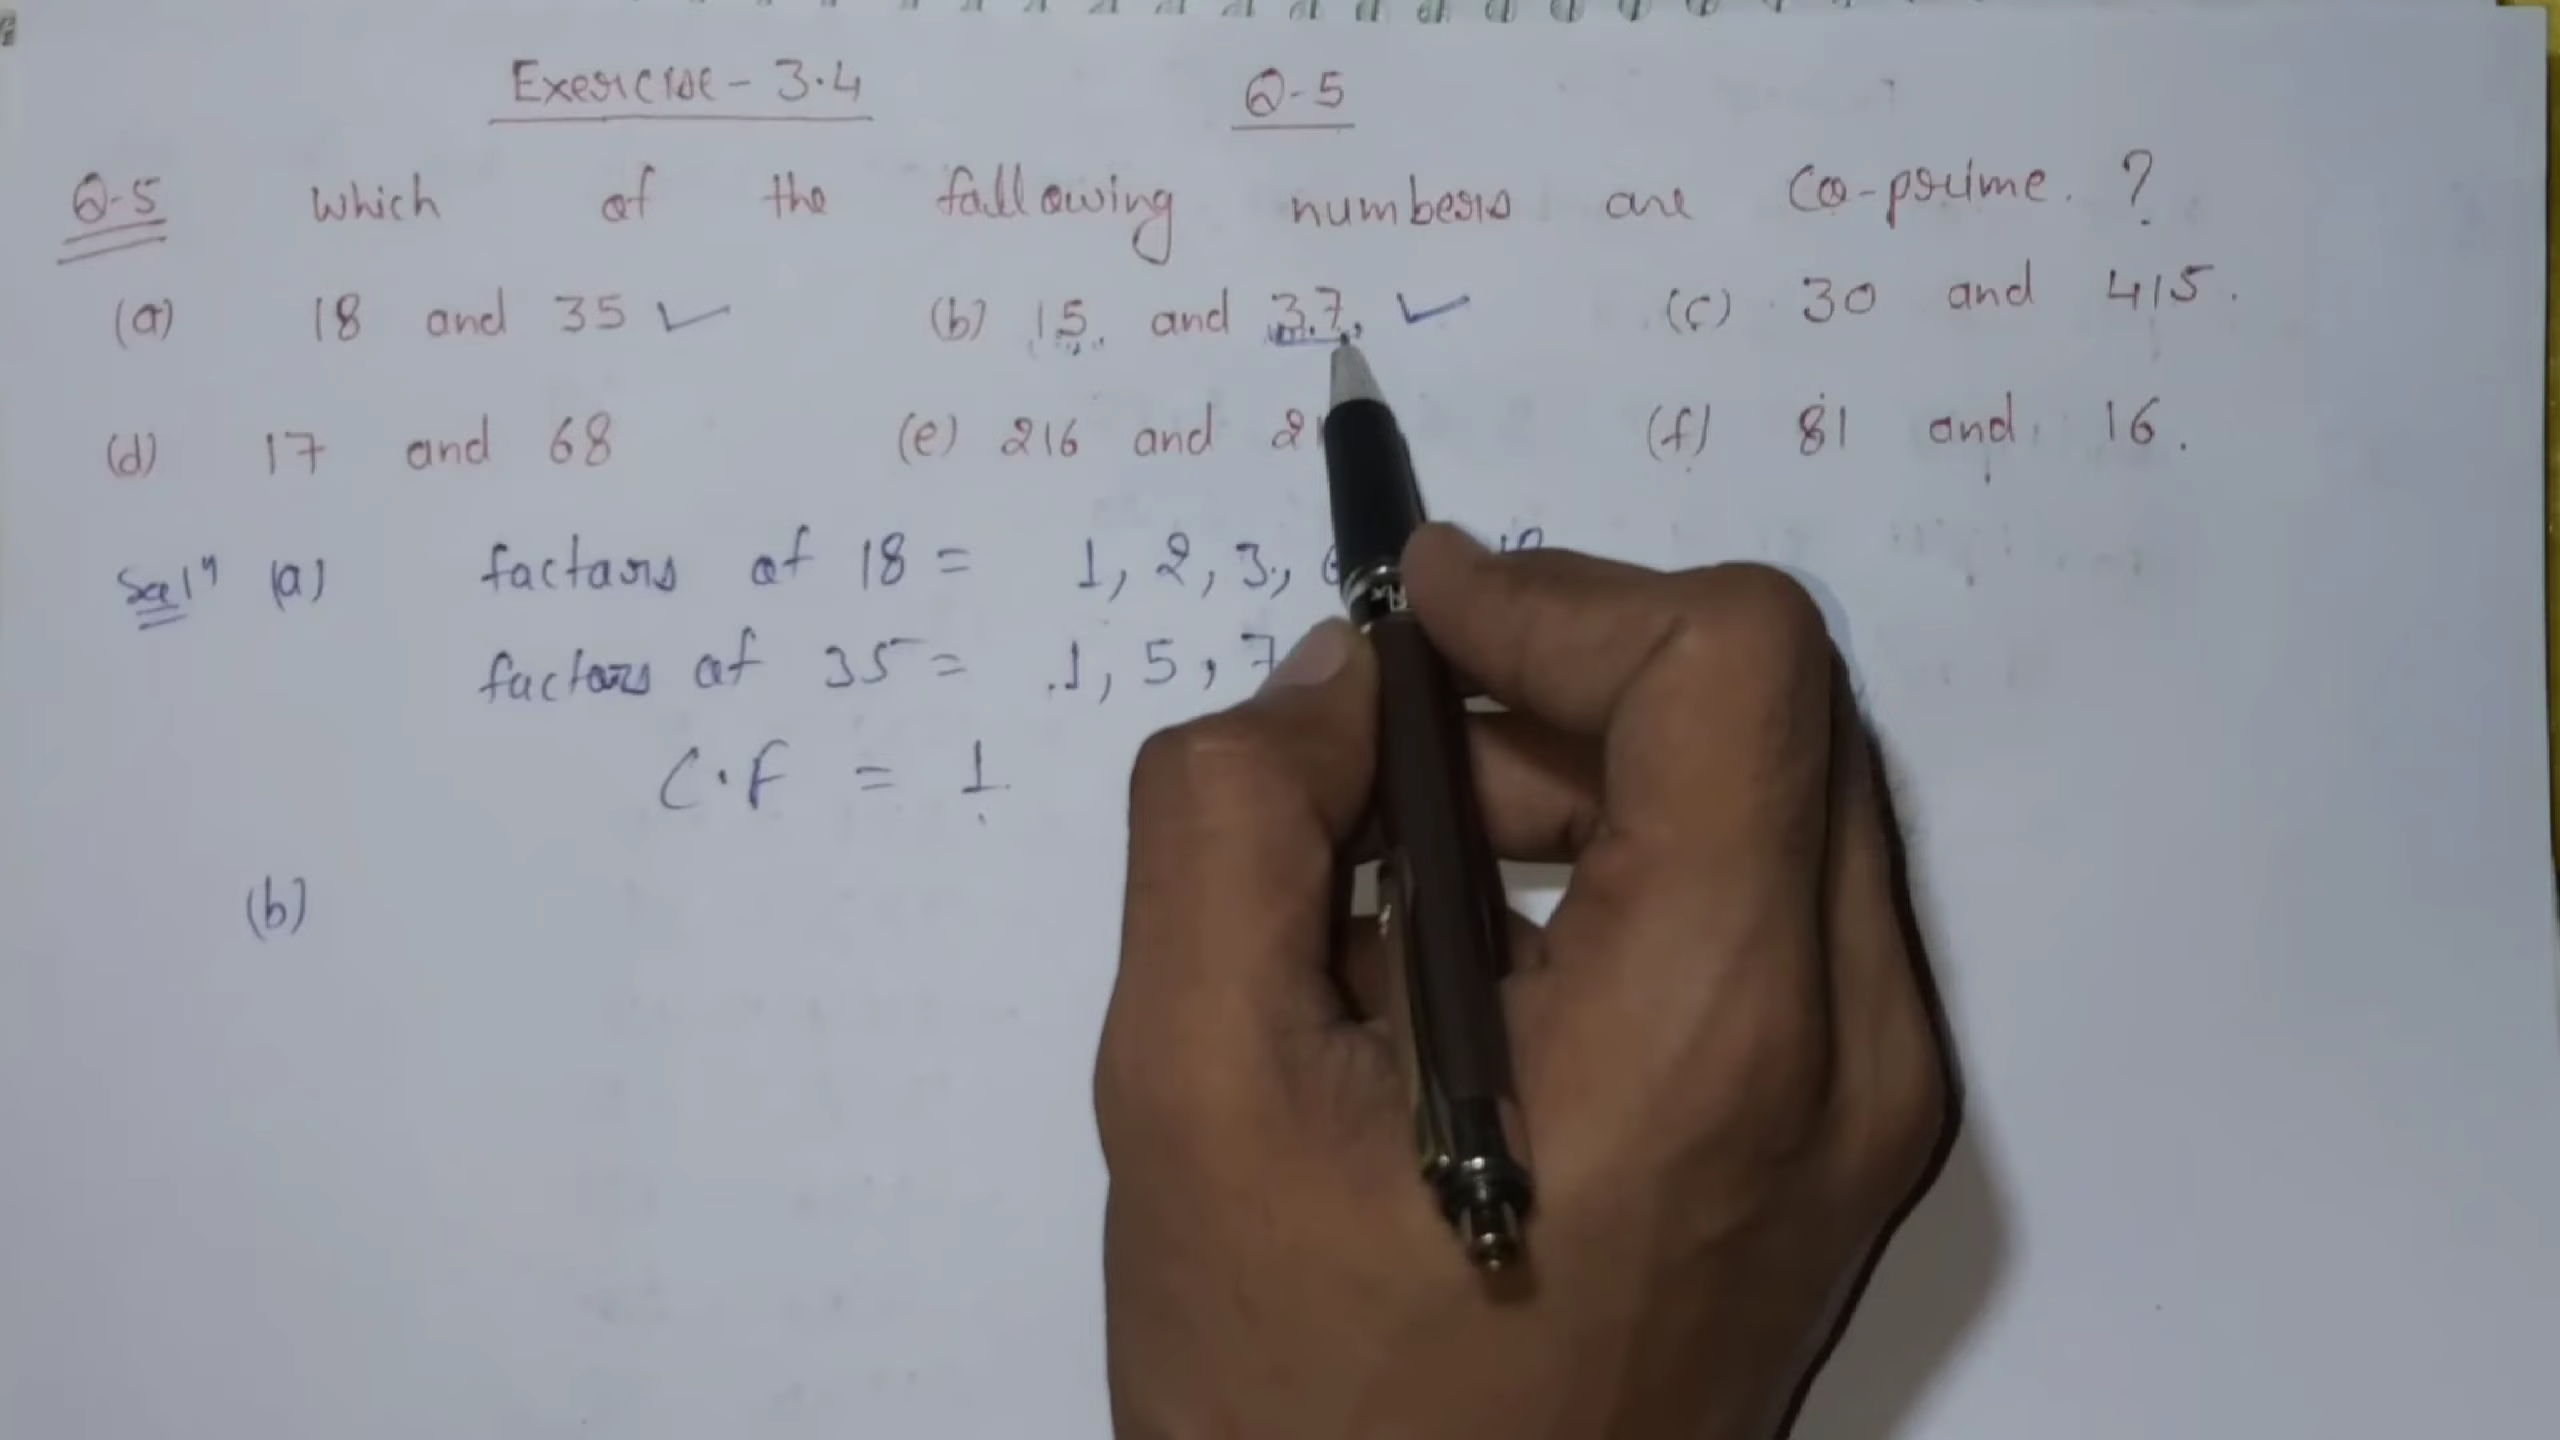 Exercise - 3.4 Q-5
Q-5 Which of the following numbers are Co-prime. ?
(a) 18 and 35 ✓ (b) 15 and 37 ✓ (c) 30 and 415.
(d) 17 and 68 (e) 216 and (f) 81 and 16.
Solⁿ (a) factors of 18 = 1, 2, 3,
factors of 35 = 1, 5, 7
C.F = 1
(b)